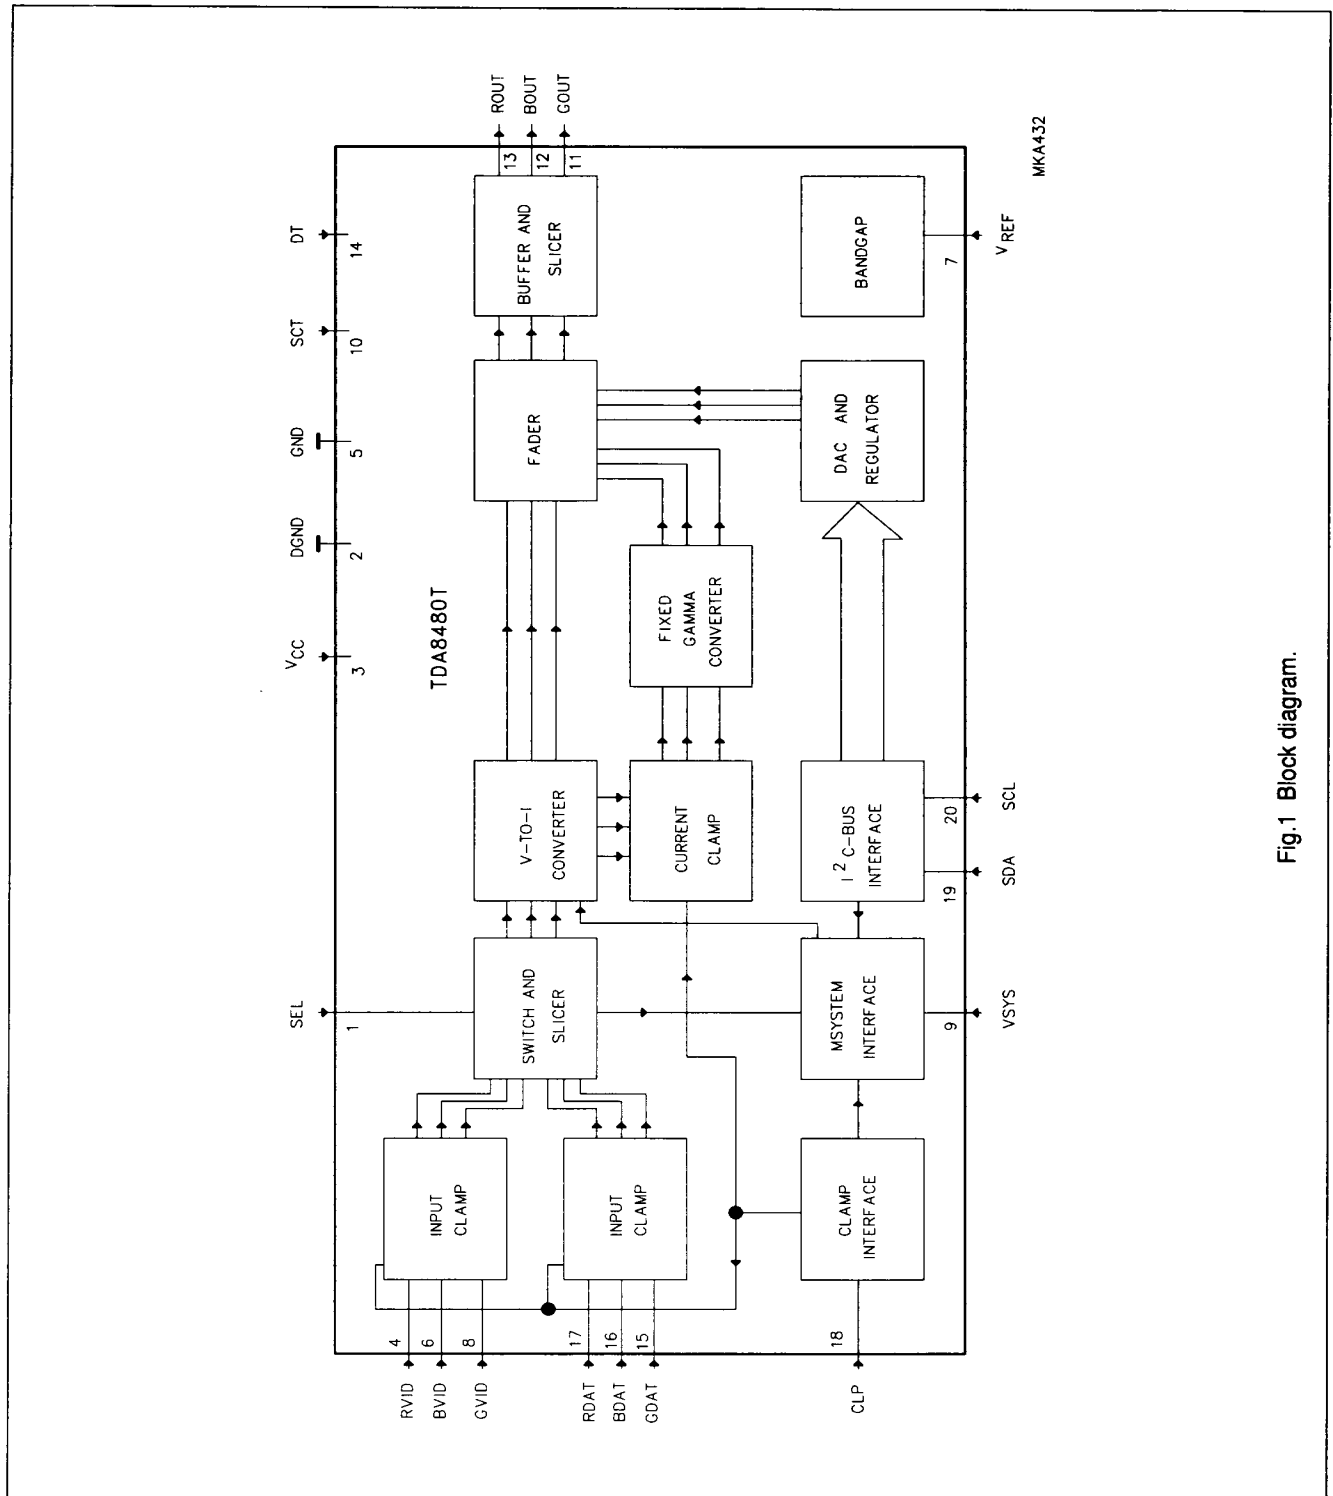 SEL
VCC
DGND
GND
SCT
DT
1
3
2
5
10
14
TDA8480T
RVID
4
BVID
6
GVID
8
INPUT
CLAMP
SWITCH AND
SLICER
V-TO-I
CONVERTER
FADER
BUFFER AND
SLICER
13
ROUT
12
BOUT
11
GOUT
RDAT
17
BDAT
16
GDAT
15
INPUT
CLAMP
CURRENT
CLAMP
FIXED
GAMMA
CONVERTER
CLP
18
CLAMP
INTERFACE
MSYSTEM
INTERFACE
I2C-BUS
INTERFACE
DAC AND
REGULATOR
BANDGAP
9
19
20
7
VSYS
SDA
SCL
VREF
MKA432
Fig.1 Block diagram.